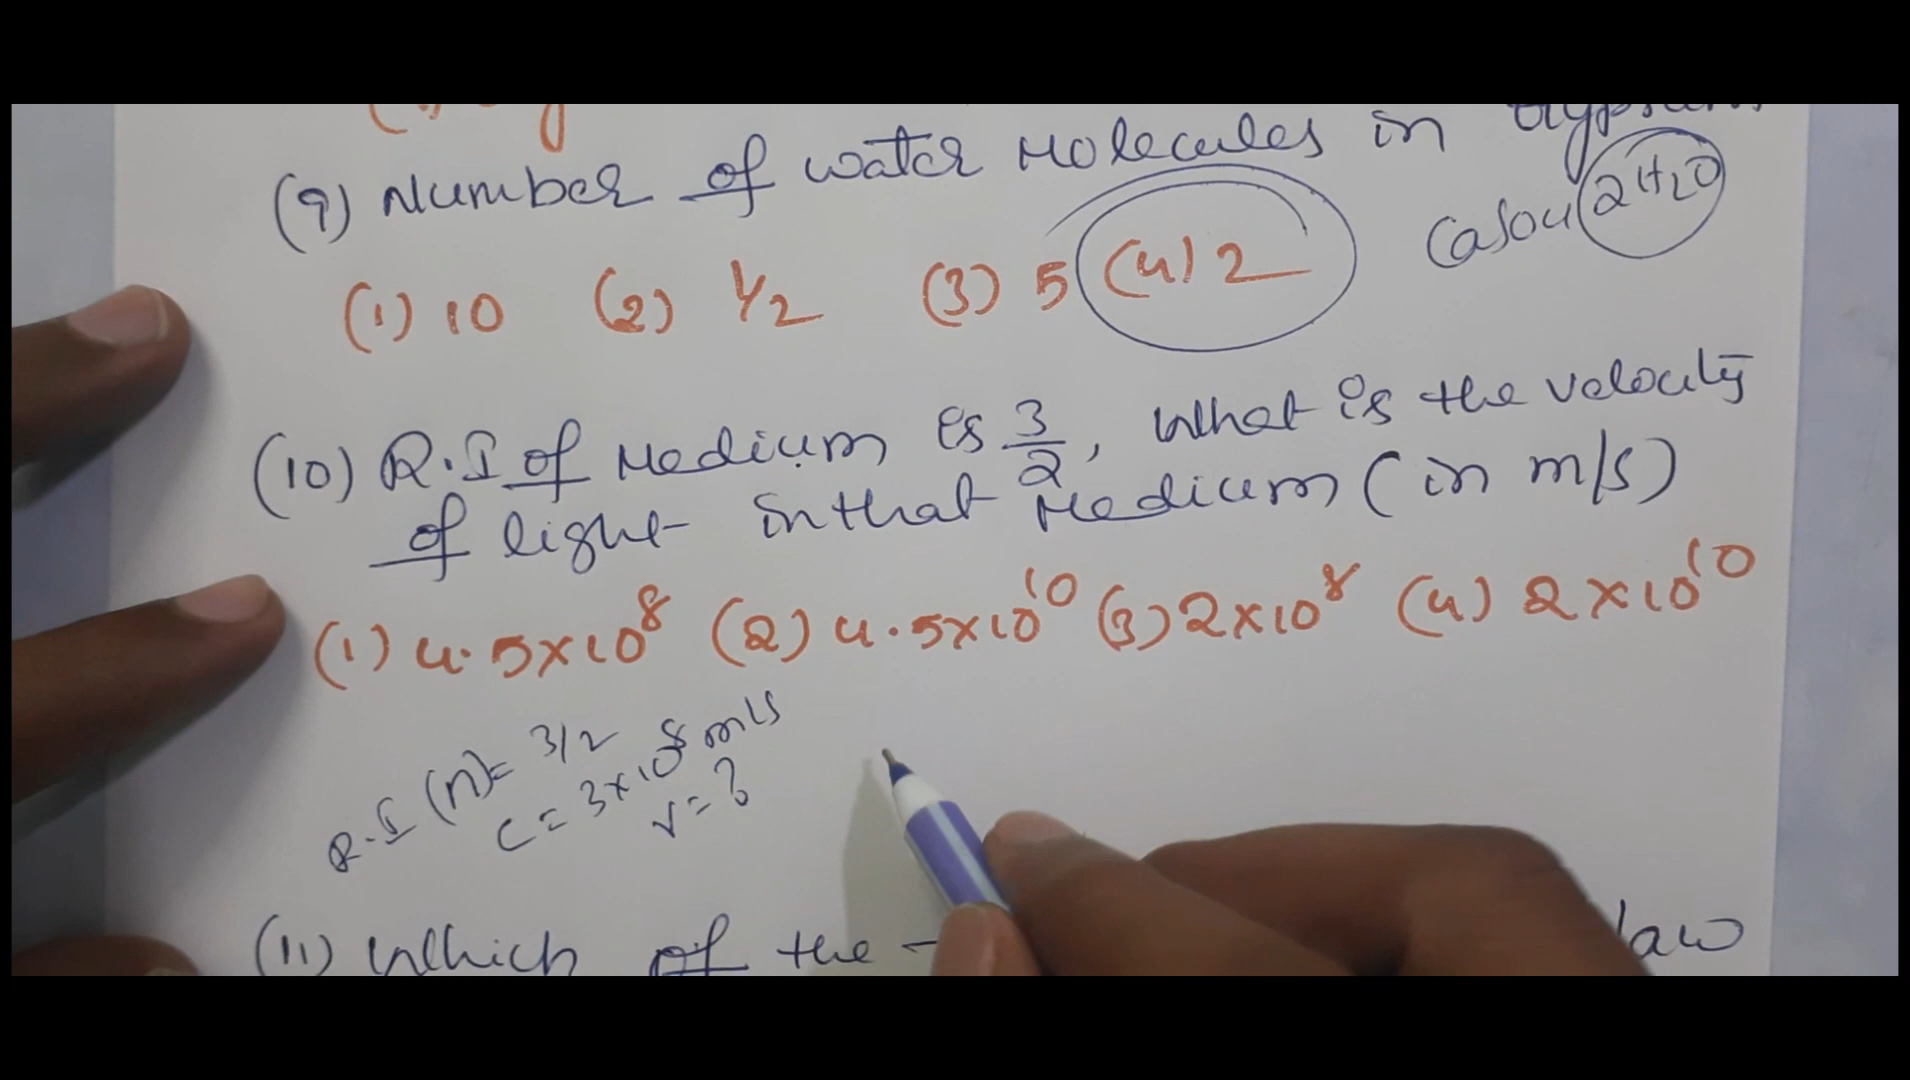 (9) Number of water Molecules in Gypsum
CaSO4 2H2O
(1) 10 (2) 1/2 (3) 5 (4) 2
(10) R.I of Medium is 3/2, What is the velocity
of light in that Medium (in m/s)
(1) 4.5×10^8 (2) 4.5×10^10 (3) 2×10^8 (4) 2×10^10
R.I (n) = 3/2
C = 3×10^8 m/s
v = ?
(11) Which of the law